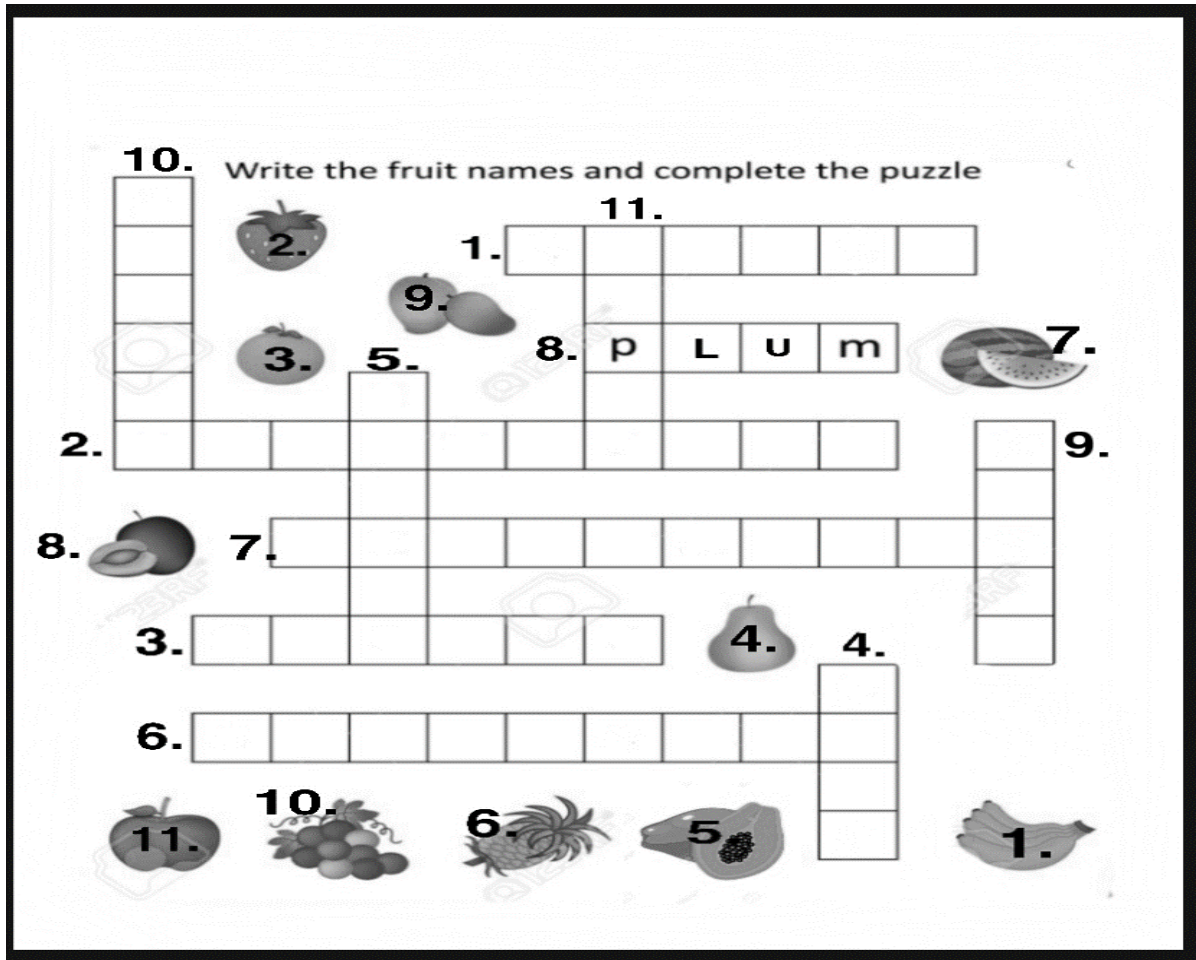 10. Write the fruit names and complete the puzzle
11.
2. 1.
9.
3. 5. 8. p L U m 7.
2. 9.
8. 7.
3. 4. 4.
6.
11. 10. 6. 5 1.